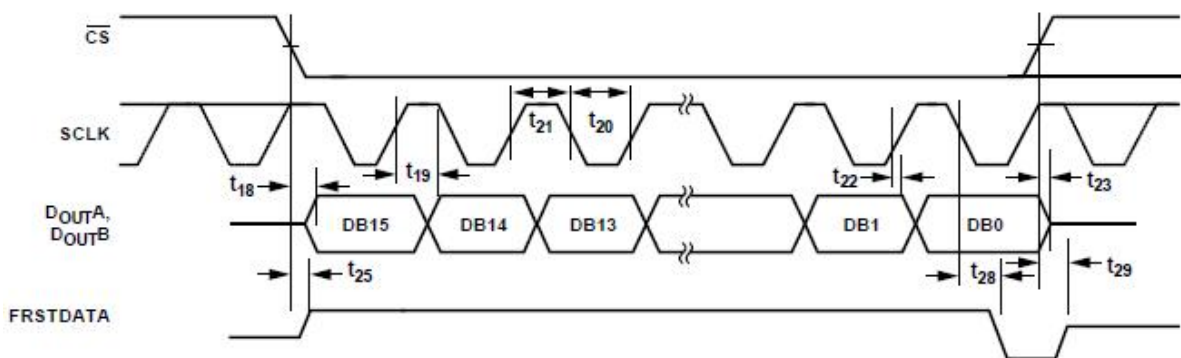 CS
SCLK
t21
t20
t19
t18
t22
t23
DOUTA,
DOUTB
DB15
DB14
DB13
DB1
DB0
t25
t28
t29
FRSTDATA